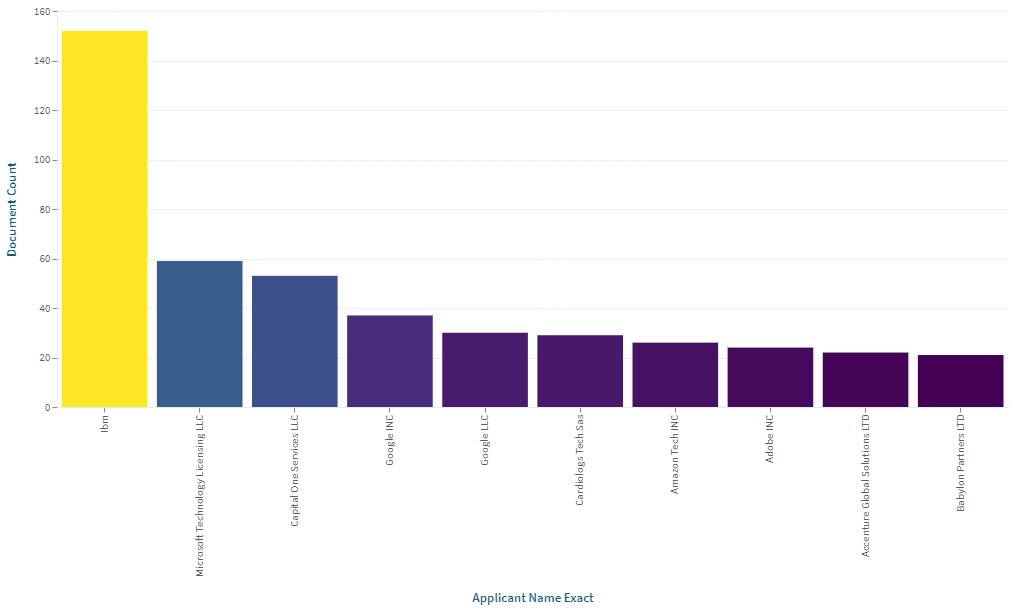 160
140
120
100
80
60
40
20
0
Document Count
Ibm
Microsoft Technology Licensing LLC
Capital One Services LLC
Google INC
Google LLC
Cardiologs Tech Sas
Amazon Tech INC
Adobe INC
Accenture Global Solutions LTD
Babylon Partners LTD
Applicant Name Exact